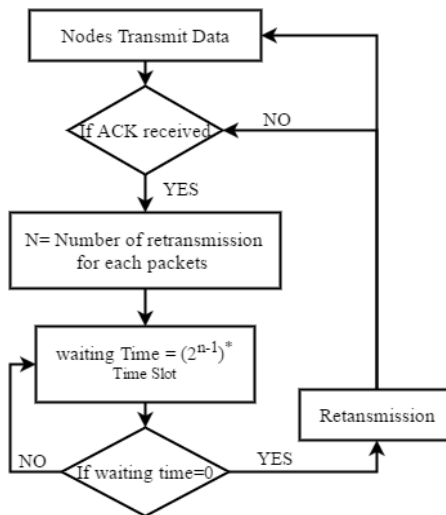 Nodes Transmit Data
If ACK received
NO
YES
N= Number of retransmission
for each packets
waiting Time = (2^{n-1})*
Time Slot
Retansmission
NO
If waiting time=0
YES